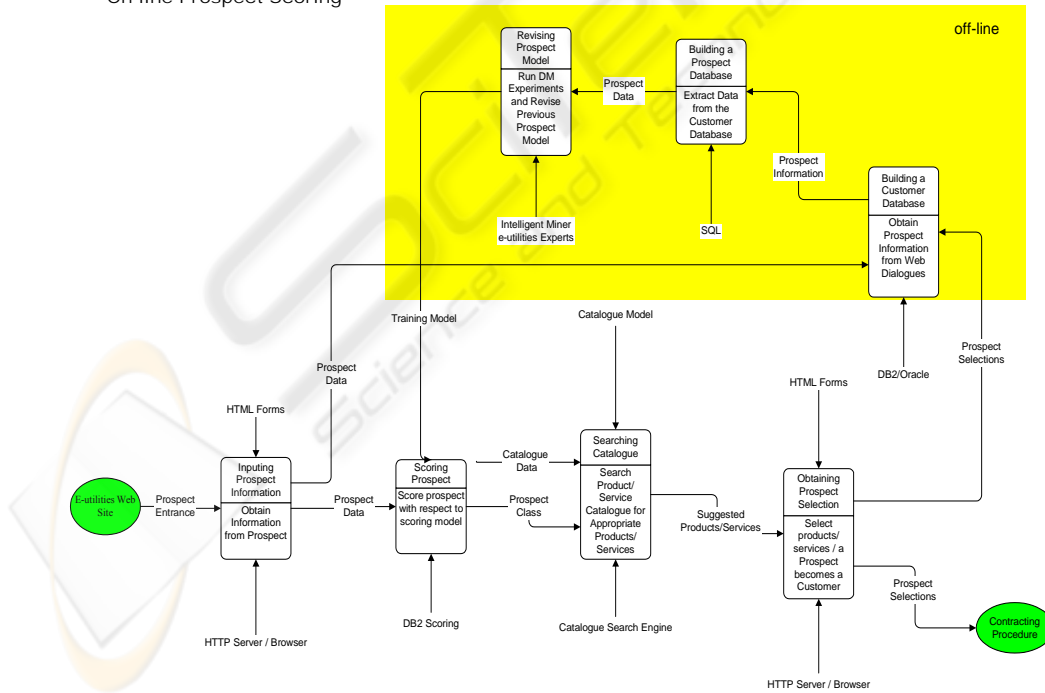 On-line Prospect Scoring
off-line
Revising
Prospect
Model
Run DM
Experiments
and Revise
Previous
Prospect
Model
Prospect
Data
Building a
Prospect
Database
Extract Data
from the
Customer
Database
Prospect
Information
Building a
Customer
Database
Obtain
Prospect
Information
from Web
Dialogues
Intelligent Miner
e-utilities Experts
SQL
Training Model
Catalogue Model
Prospect
Selections
DB2/Oracle
Prospect
Data
HTML Forms
HTML Forms
E-utilities Web
Site
Prospect
Entrance
Inputing
Prospect
Information
Obtain
Information
from Prospect
Prospect
Data
Scoring
Prospect
Score prospect
with respect to
scoring model
Catalogue
Data
Prospect
Class
Searching
Catalogue
Search
Product/
Service
Catalogue for
Appropriate
Products/
Services
Suggested
Products/Services
Obtaining
Prospect
Selection
Select
products/
services / a
Prospect
becomes a
Customer
Prospect
Selections
Contracting
Procedure
HTTP Server / Browser
DB2 Scoring
Catalogue Search Engine
HTTP Server / Browser
Science and